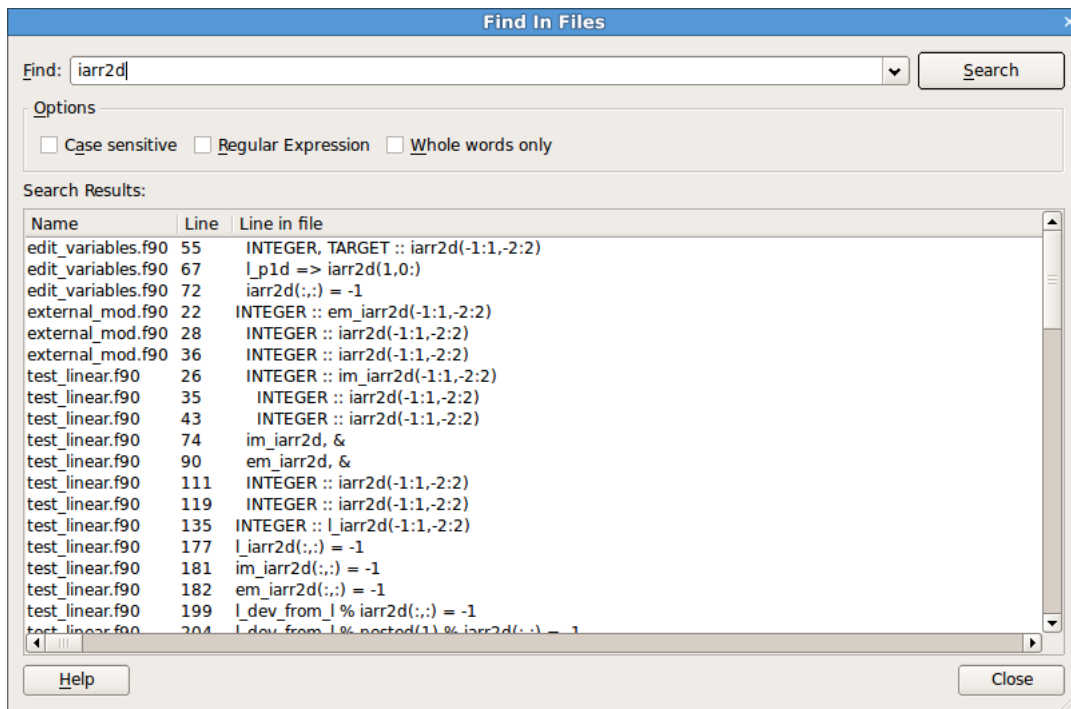 Find In Files
Find: iarr2d Search
Options
Case sensitive Regular Expression Whole words only
Search Results:
Name Line Line in file
edit_variables.f90 55 INTEGER, TARGET :: iarr2d(-1:1,-2:2)
edit_variables.f90 67 l_p1d => iarr2d(1,0:)
edit_variables.f90 72 iarr2d(:,:) = -1
external_mod.f90 22 INTEGER :: em_iarr2d(-1:1,-2:2)
external_mod.f90 28 INTEGER :: iarr2d(-1:1,-2:2)
external_mod.f90 36 INTEGER :: iarr2d(-1:1,-2:2)
test_linear.f90 26 INTEGER :: im_iarr2d(-1:1,-2:2)
test_linear.f90 35 INTEGER :: iarr2d(-1:1,-2:2)
test_linear.f90 43 INTEGER :: iarr2d(-1:1,-2:2)
test_linear.f90 74 im_iarr2d, &
test_linear.f90 90 em_iarr2d, &
test_linear.f90 111 INTEGER :: iarr2d(-1:1,-2:2)
test_linear.f90 119 INTEGER :: iarr2d(-1:1,-2:2)
test_linear.f90 135 INTEGER :: l_iarr2d(-1:1,-2:2)
test_linear.f90 177 l_iarr2d(:,:) = -1
test_linear.f90 181 im_iarr2d(:,:) = -1
test_linear.f90 182 em_iarr2d(:,:) = -1
test_linear.f90 199 l_dev_from_l % iarr2d(:,:) = -1
test_linear.f90 204 l_dev_from_l % nested(1) % iarr2d(:,:) = -1
Help Close